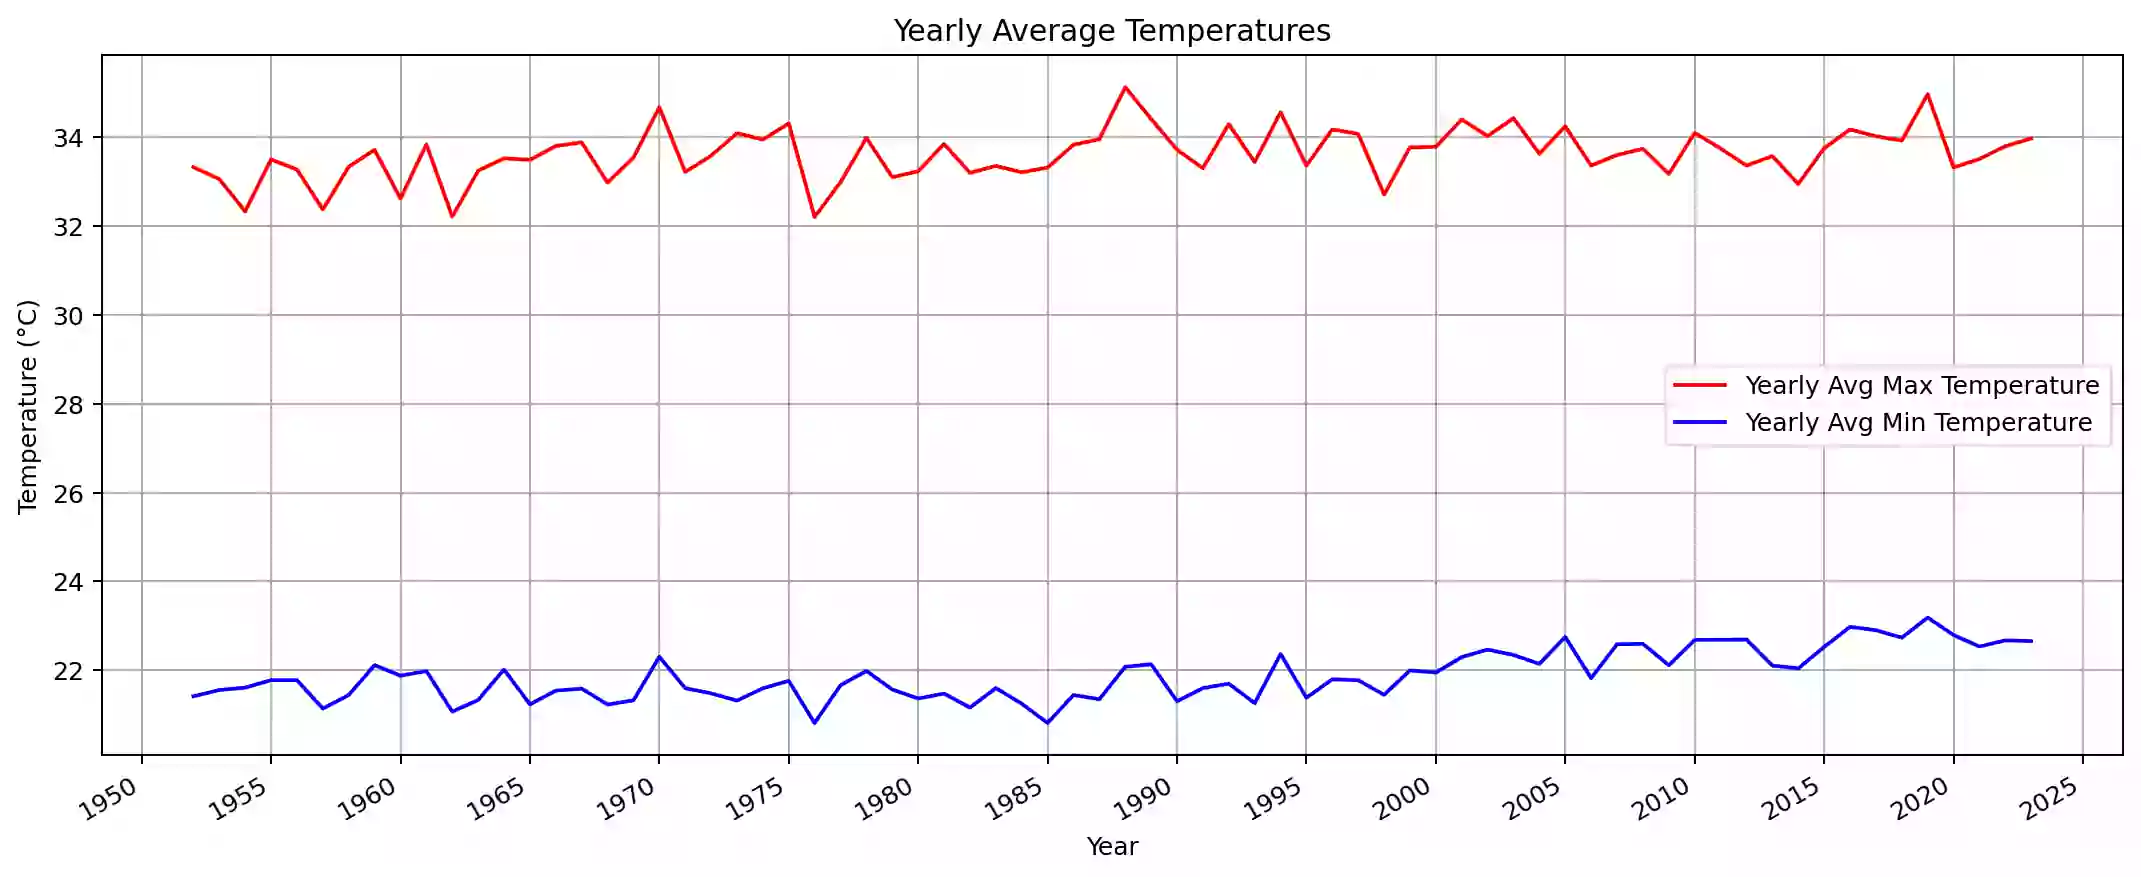 Yearly Average Temperatures
34
32
30
28
26
24
22
Temperature (°C)
Yearly Avg Max Temperature
Yearly Avg Min Temperature
1950 1955 1960 1965 1970 1975 1980 1985 1990 1995 2000 2005 2010 2015 2020 2025
Year